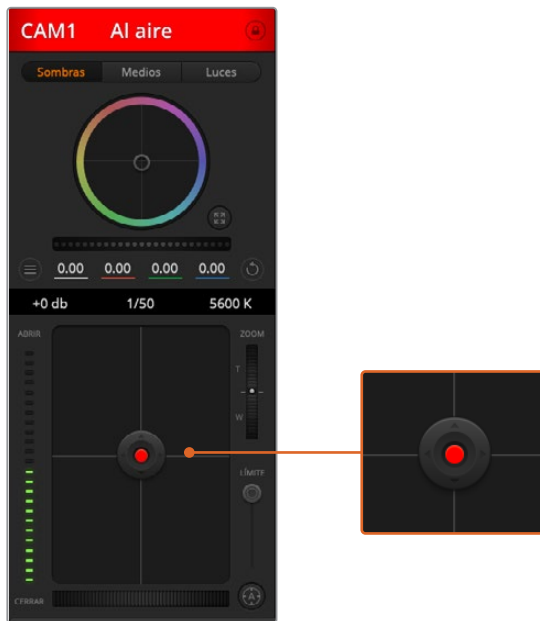 CAM1 Al aire
Sombras Medios Luces
0.00 0.00 0.00 0.00
+0 db 1/50 5600 K
ABRIR ZOOM
T
W
LÍMITE
A
CERRAR